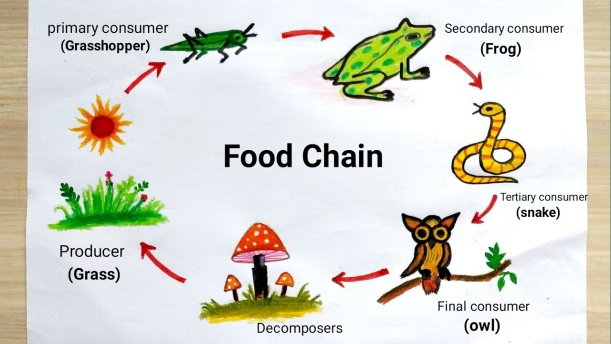 primary consumer
(Grasshopper)
Secondary consumer
(Frog)
Food Chain
Tertiary consumer
(snake)
Producer
(Grass)
Final consumer
(owl)
Decomposers